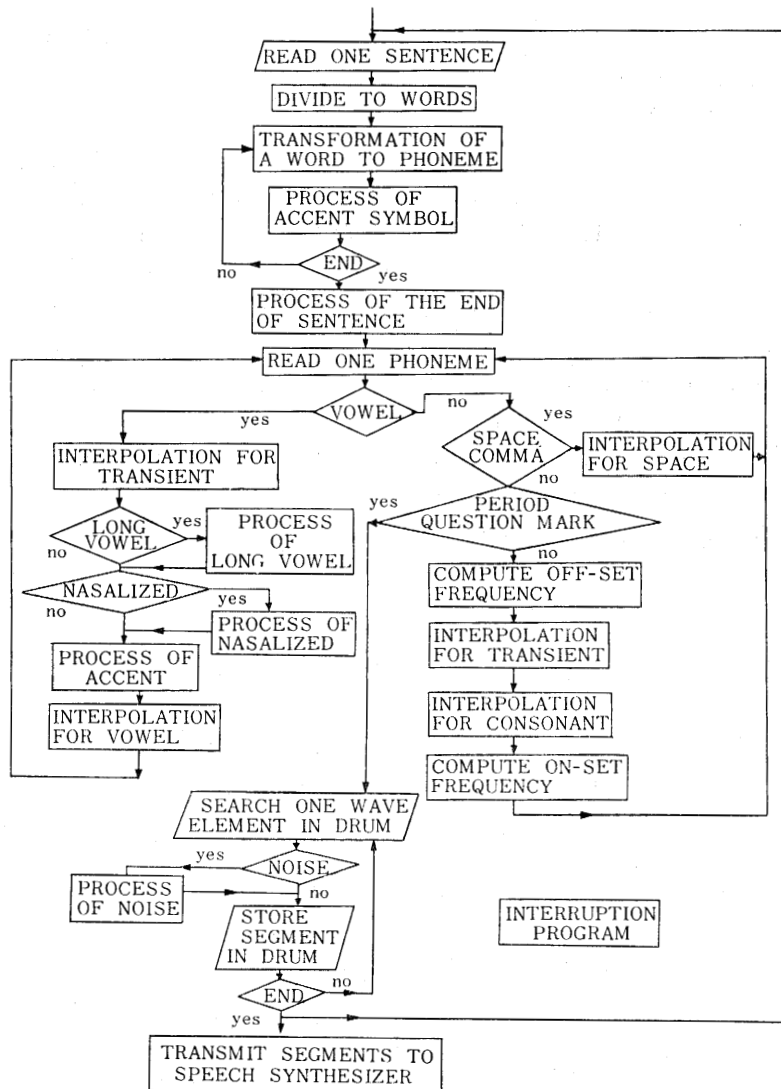 READ ONE SENTENCE
DIVIDE TO WORDS
TRANSFORMATION OF
A WORD TO PHONEME
PROCESS OF
ACCENT SYMBOL
END
no
yes
PROCESS OF THE END
OF SENTENCE
READ ONE PHONEME
VOWEL
yes
no
SPACE
COMMA
yes
no
INTERPOLATION
FOR SPACE
INTERPOLATION FOR
TRANSIENT
LONG
VOWEL
yes
no
PROCESS
OF
LONG VOWEL
NASALIZED
yes
no
PROCESS OF
NASALIZED
PROCESS OF
ACCENT
INTERPOLATION
FOR VOWEL
PERIOD
QUESTION MARK
yes
no
COMPUTE OFF-SET
FREQUENCY
INTERPOLATION
FOR TRANSIENT
INTERPOLATION
FOR CONSONANT
COMPUTE ON-SET
FREQUENCY
SEARCH ONE WAVE
ELEMENT IN DRUM
NOISE
yes
no
PROCESS
OF NOISE
STORE
SEGMENT
IN DRUM
END
no
yes
TRANSMIT SEGMENTS TO
SPEECH SYNTHESIZER
INTERRUPTION
PROGRAM